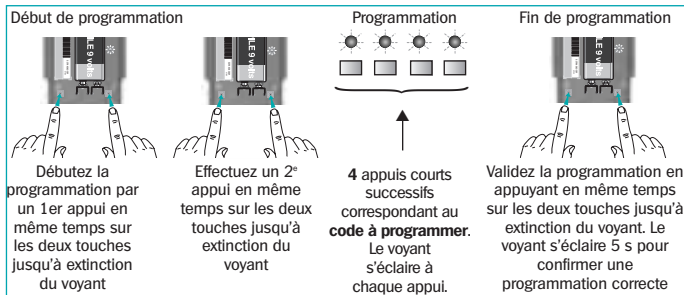 Début de programmation
Programmation
Fin de programmation
LE 9 volts
LE 9 volts
LE 9 volts
Débutez la
programmation par
un 1er appui en
même temps sur
les deux touches
jusqu'à extinction
du voyant
Effectuez un 2e
appui en même
temps sur les deux
touches jusqu'à
extinction du
voyant
4 appuis courts
successifs
correspondant au
code à programmer.
Le voyant
s'éclaire à
chaque appui.
Validez la programmation en
appuyant en même temps
sur les deux touches jusqu'à
extinction du voyant. Le
voyant s'éclaire 5 s pour
confirmer une
programmation correcte